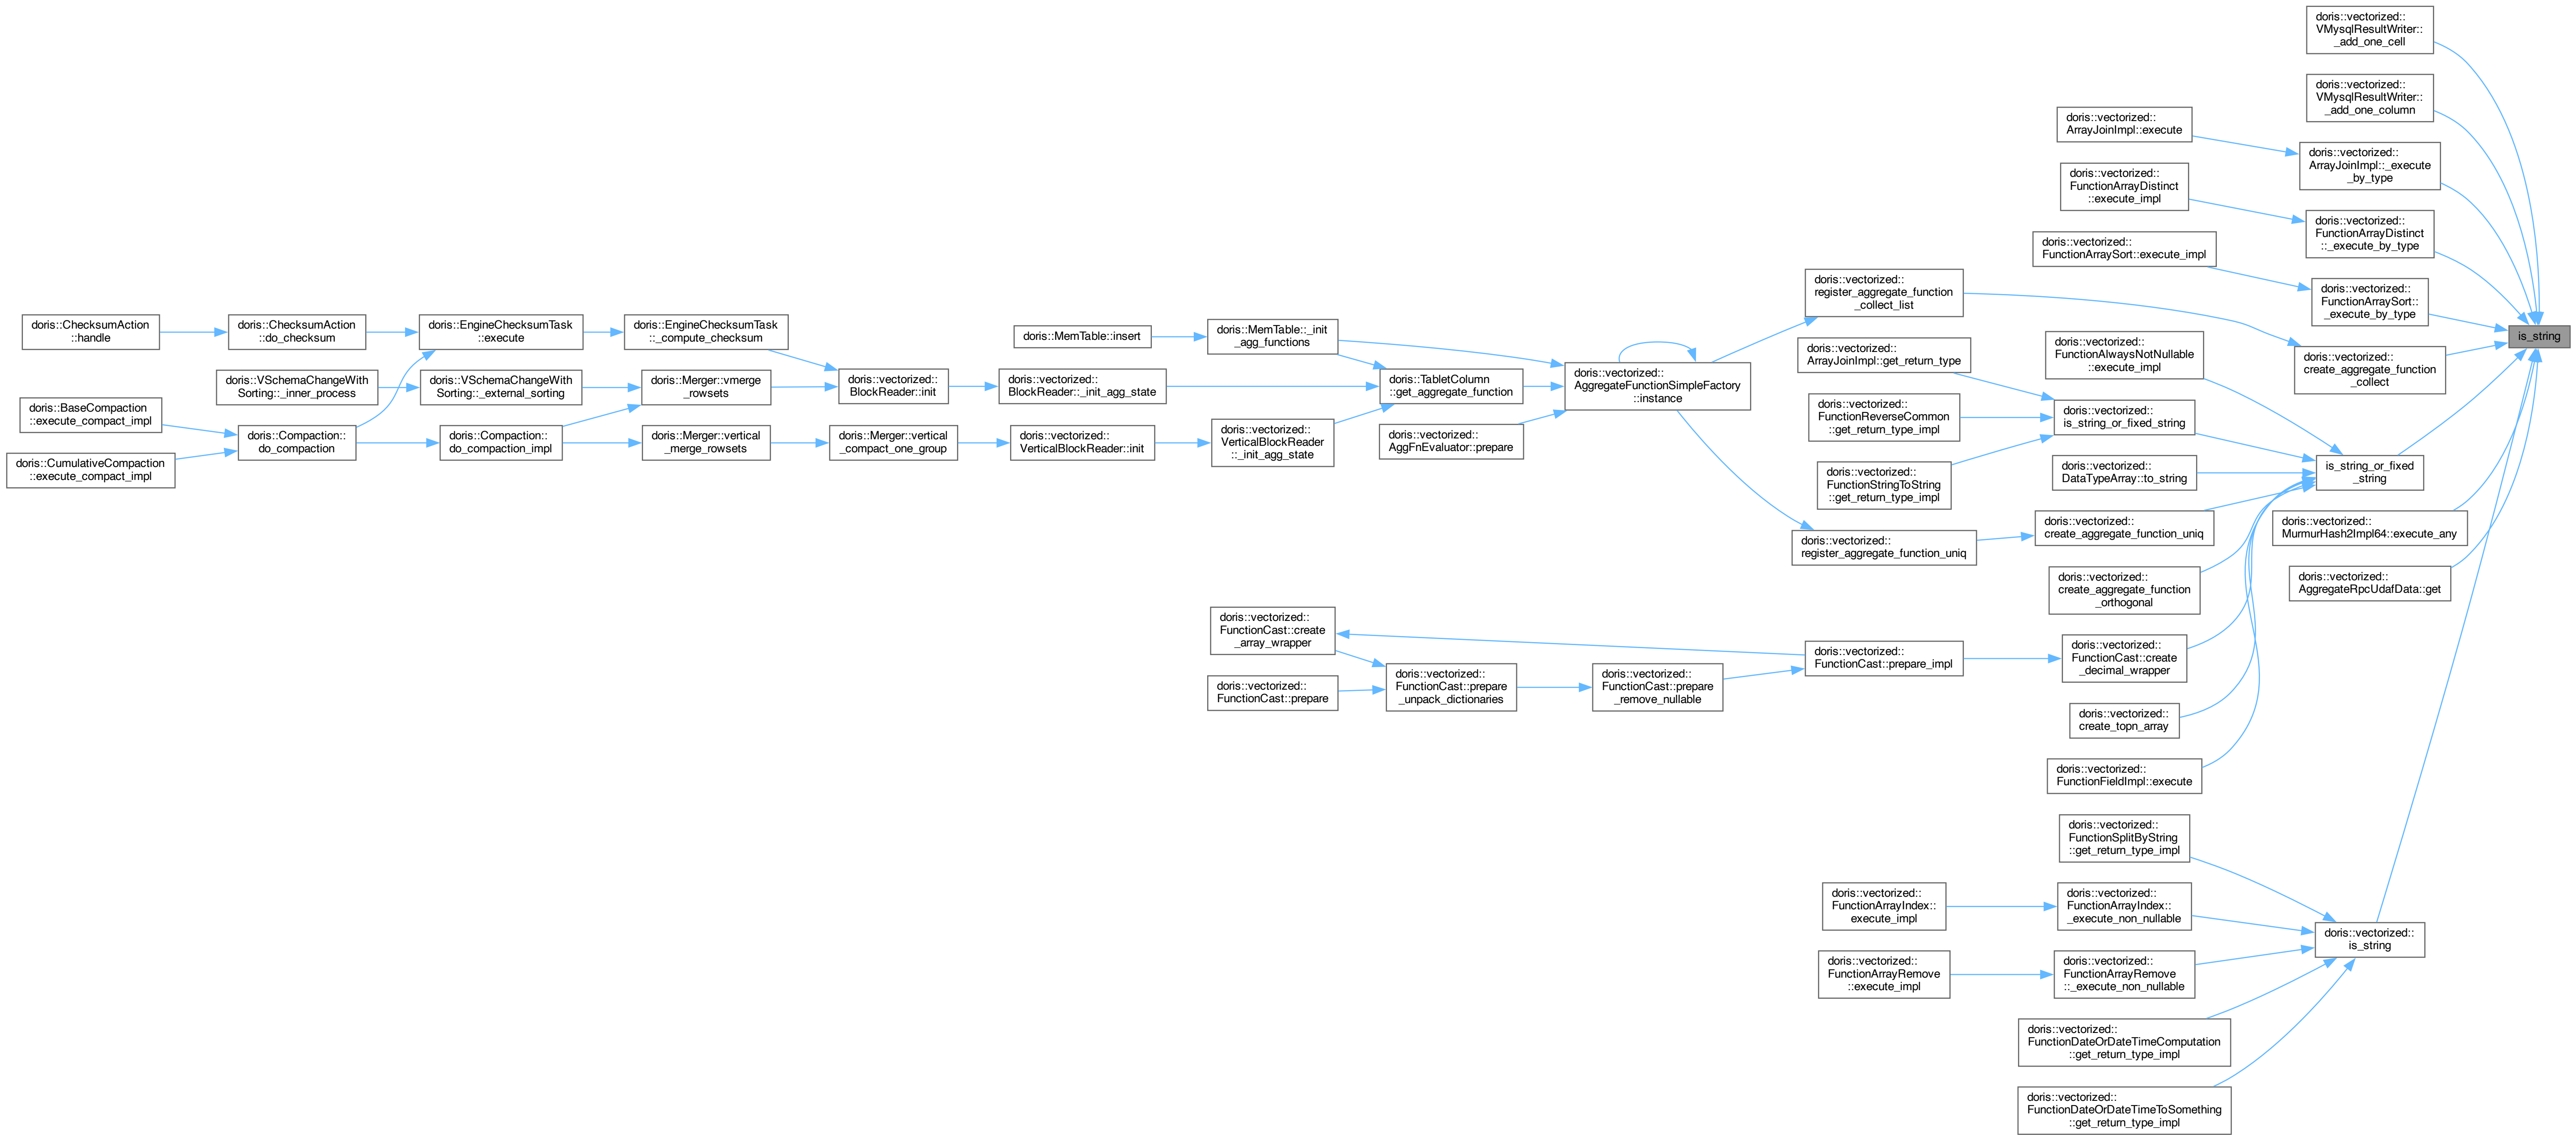 doris::vectorized::
VMysqlResultWriter::
_add_one_cell
doris::vectorized::
VMysqlResultWriter::
_add_one_column
doris::vectorized::
ArrayJoinImpl::execute
doris::vectorized::
ArrayJoinImpl::_execute
_by_type
doris::vectorized::
FunctionArrayDistinct
::execute_impl
doris::vectorized::
FunctionArrayDistinct
::_execute_by_type
doris::vectorized::
FunctionArraySort::execute_impl
doris::vectorized::
FunctionArraySort::
_execute_by_type
is_string
doris::vectorized::
register_aggregate_function
_collect_list
doris::vectorized::
create_aggregate_function
_collect
doris::ChecksumAction
::handle
doris::ChecksumAction
::do_checksum
doris::EngineChecksumTask
::execute
doris::EngineChecksumTask
::_compute_checksum
doris::MemTable::insert
doris::MemTable::_init
_agg_functions
doris::vectorized::
ArrayJoinImpl::get_return_type
doris::vectorized::
FunctionAlwaysNotNullable
::execute_impl
doris::VSchemaChangeWith
Sorting::_inner_process
doris::VSchemaChangeWith
Sorting::_external_sorting
doris::Merger::vmerge
_rowsets
doris::vectorized::
BlockReader::init
doris::vectorized::
BlockReader::_init_agg_state
doris::TabletColumn
::get_aggregate_function
doris::vectorized::
AggregateFunctionSimpleFactory
::instance
doris::BaseCompaction
::execute_compact_impl
doris::CumulativeCompaction
::execute_compact_impl
doris::Compaction::
do_compaction
doris::Compaction::
do_compaction_impl
doris::Merger::vertical
_merge_rowsets
doris::Merger::vertical
_compact_one_group
doris::vectorized::
VerticalBlockReader::init
doris::vectorized::
VerticalBlockReader
::_init_agg_state
doris::vectorized::
AggFnEvaluator::prepare
doris::vectorized::
FunctionReverseCommon
::get_return_type_impl
doris::vectorized::
is_string_or_fixed_string
doris::vectorized::
FunctionStringToString
::get_return_type_impl
doris::vectorized::
DataTypeArray::to_string
is_string_or_fixed
_string
doris::vectorized::
register_aggregate_function_uniq
doris::vectorized::
create_aggregate_function_uniq
doris::vectorized::
MurmurHash2Impl64::execute_any
doris::vectorized::
AggregateRpcUdafData::get
doris::vectorized::
create_aggregate_function
_orthogonal
doris::vectorized::
FunctionCast::create
_array_wrapper
doris::vectorized::
FunctionCast::prepare
doris::vectorized::
FunctionCast::prepare
_unpack_dictionaries
doris::vectorized::
FunctionCast::prepare
_remove_nullable
doris::vectorized::
FunctionCast::prepare_impl
doris::vectorized::
FunctionCast::create
_decimal_wrapper
doris::vectorized::
create_topn_array
doris::vectorized::
FunctionFieldImpl::execute
doris::vectorized::
FunctionSplitByString
::get_return_type_impl
doris::vectorized::
FunctionArrayIndex::
execute_impl
doris::vectorized::
FunctionArrayIndex::
_execute_non_nullable
doris::vectorized::
is_string
doris::vectorized::
FunctionArrayRemove
::execute_impl
doris::vectorized::
FunctionArrayRemove
::_execute_non_nullable
doris::vectorized::
FunctionDateOrDateTimeComputation
::get_return_type_impl
doris::vectorized::
FunctionDateOrDateTimeToSomething
::get_return_type_impl